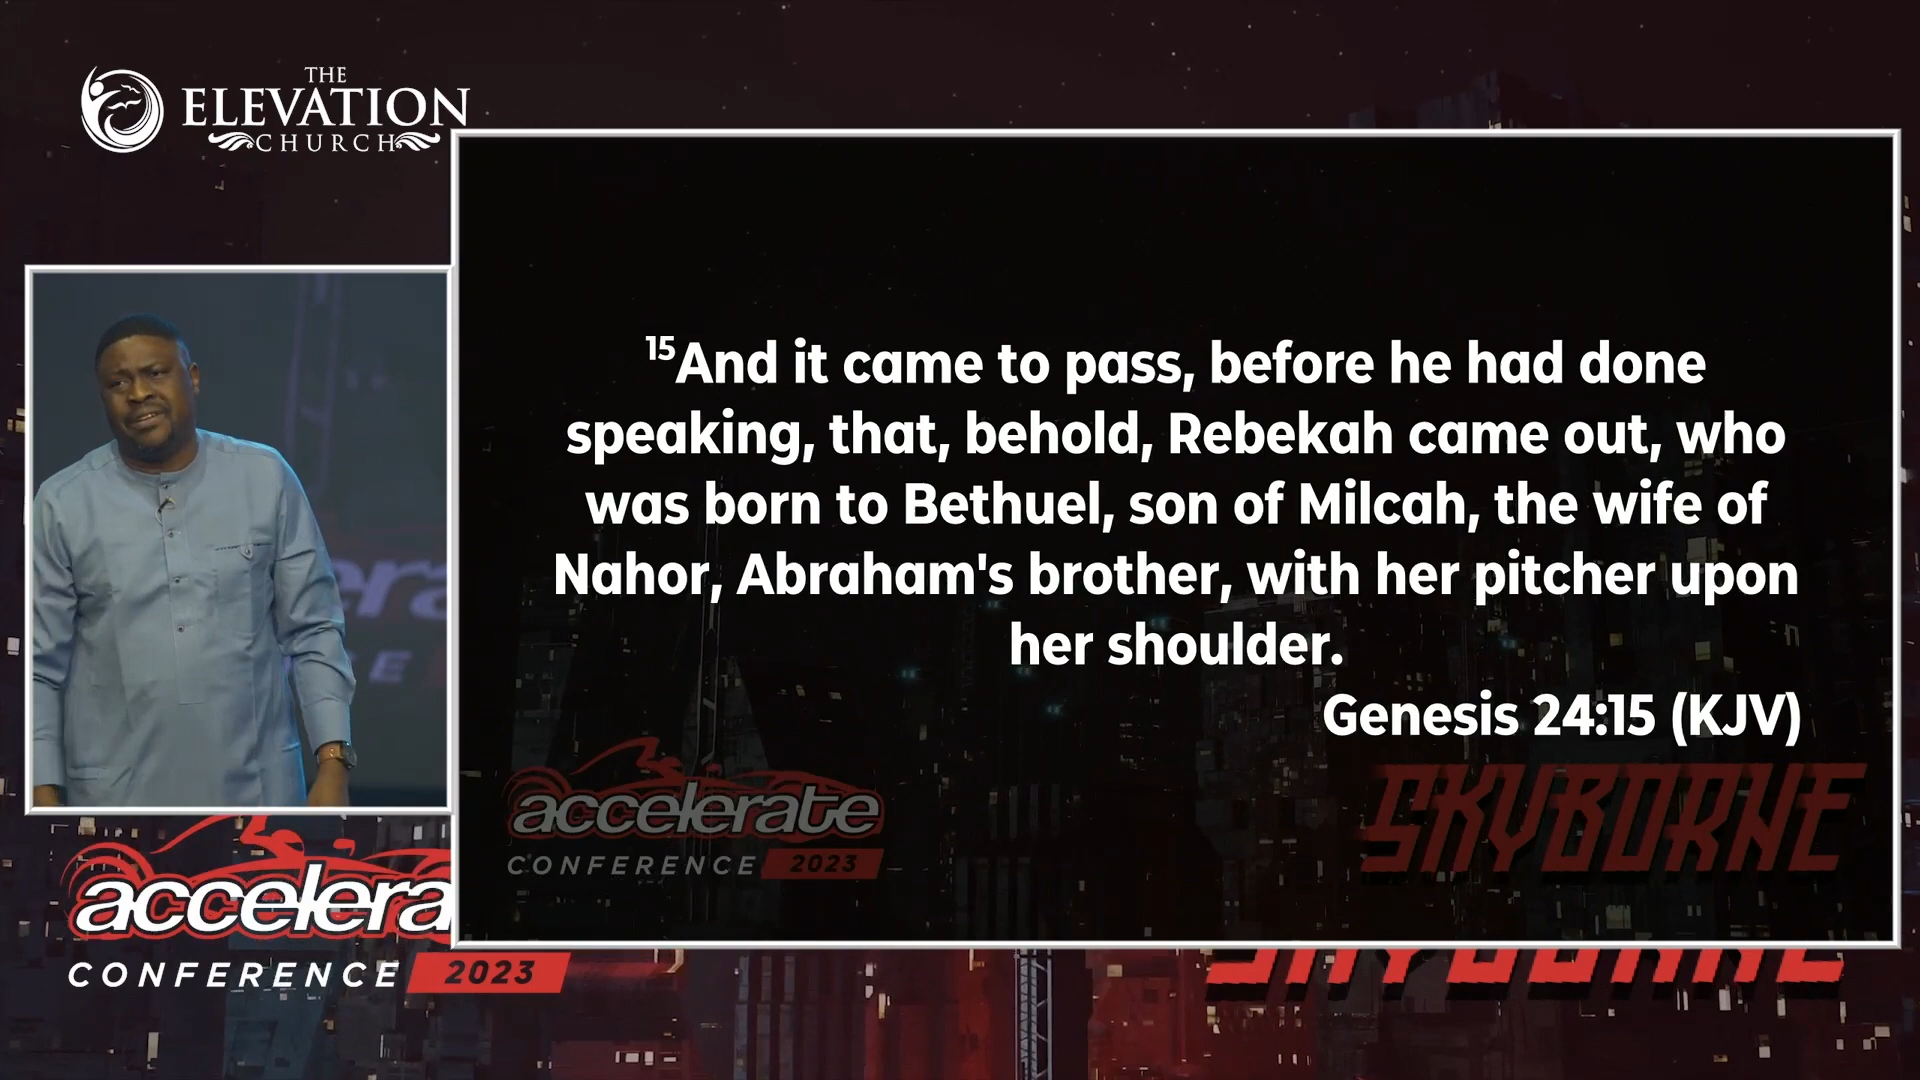 THE
ELEVATION
CHURCH
15And it came to pass, before he had done
speaking, that, behold, Rebekah came out, who
was born to Bethuel, son of Milcah, the wife of
Nahor, Abraham's brother, with her pitcher upon
her shoulder.
Genesis 24:15 (KJV)
accelerate
CONFERENCE 2023
SKYBORNE
accelera
CONFERENCE 2023